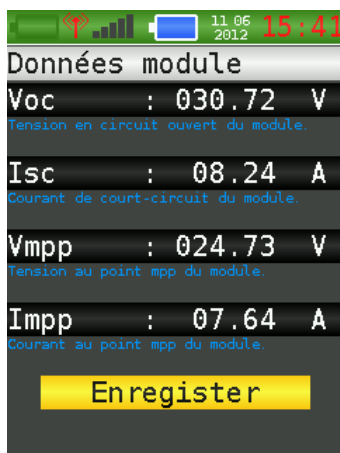 11 06
2012 15:41
Données module
Voc : 030.72 V
Tension en circuit ouvert du module.
Isc : 08.24 A
Courant de court-circuit du module.
Vmpp : 024.73 V
Tension au point mpp du module.
Impp : 07.64 A
Courant au point mpp du module.
Enregister